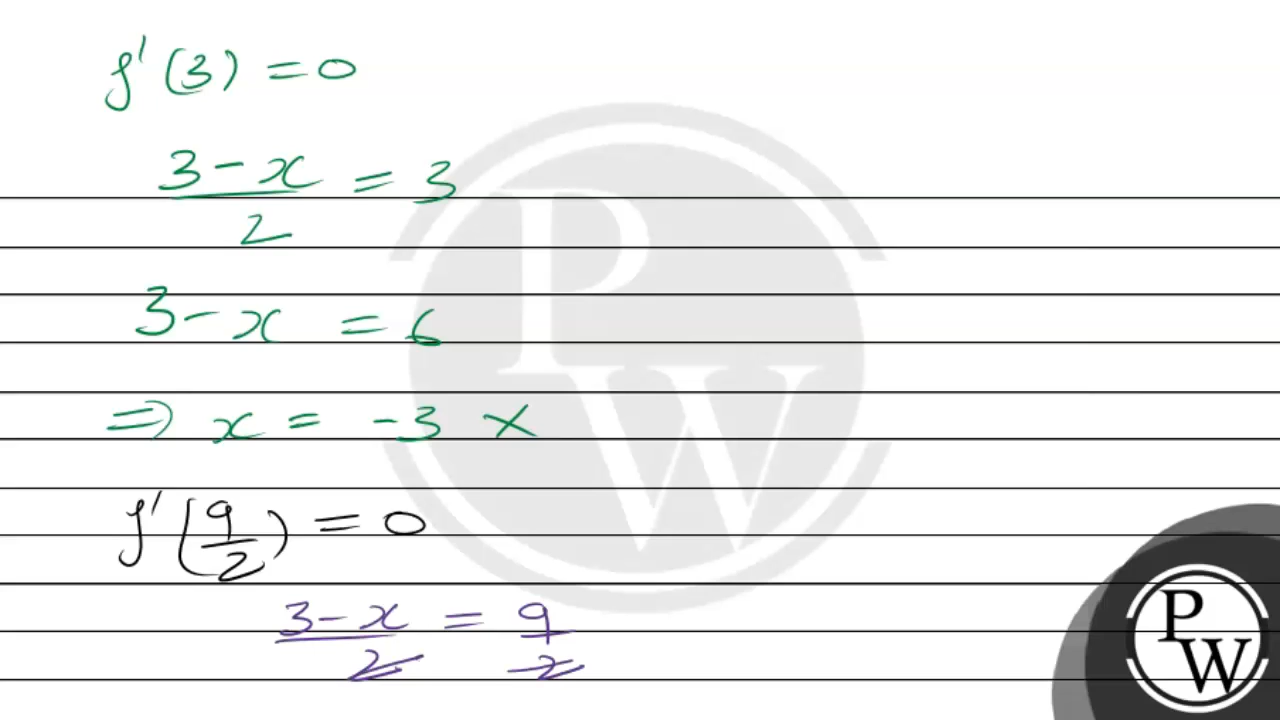 f'(3) = 0
3 - x / 2 = 3
3 - x = 6
⇒ x = -3 ×
f'(9/2) = 0
3 - x / 2 = 9 / 2
P
W
P
W